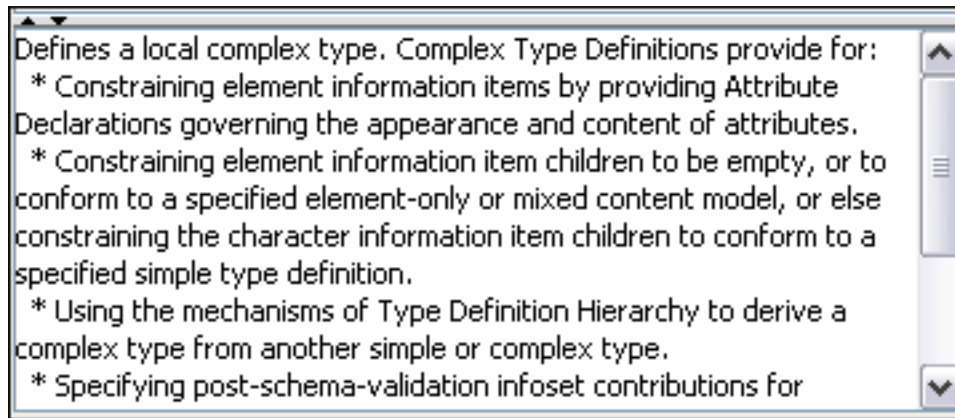 Defines a local complex type. Complex Type Definitions provide for:
* Constraining element information items by providing Attribute
Declarations governing the appearance and content of attributes.
* Constraining element information item children to be empty, or to
conform to a specified element-only or mixed content model, or else
constraining the character information item children to conform to a
specified simple type definition.
* Using the mechanisms of Type Definition Hierarchy to derive a
complex type from another simple or complex type.
* Specifying post-schema-validation infoset contributions for